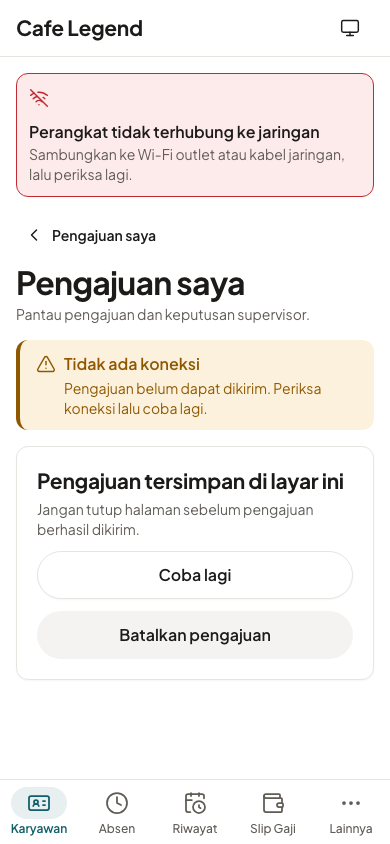 Cafe Legend
Perangkat tidak terhubung ke jaringan
Sambungkan ke Wi-Fi outlet atau kabel jaringan,
lalu periksa lagi.
Pengajuan saya
Pengajuan saya
Pantau pengajuan dan keputusan supervisor.
Tidak ada koneksi
Pengajuan belum dapat dikirim. Periksa
koneksi lalu coba lagi.
Pengajuan tersimpan di layar ini
Jangan tutup halaman sebelum pengajuan
berhasil dikirim.
Coba lagi
Batalkan pengajuan
Karyawan
Absen
Riwayat
Slip Gaji
Lainnya